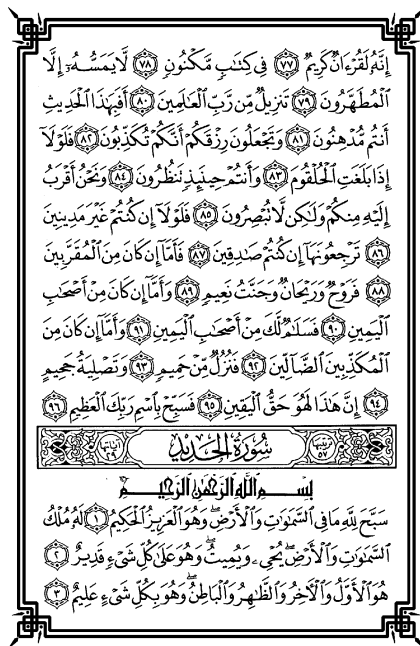 إِنَّهُۥ لَقُرْءَانٌ كَرِيمٌ ٧٧ فِى كِتَٰبٍ مَّكْنُونٍ ٧٨ لَّا يَمَسُّهُۥٓ إِلَّا
ٱلْمُطَهَّرُونَ ٧٩ تَنزِيلٌ مِّن رَّبِّ ٱلْعَٰلَمِينَ ٨٠ أَفَبِهَٰذَا ٱلْحَدِيثِ
أَنتُم مُّدْهِنُونَ ٨١ وَتَجْعَلُونَ رِزْقَكُمْ أَنَّكُمْ تُكَذِّبُونَ ٨٢ فَلَوْلَآ
إِذَا بَلَغَتِ ٱلْحُلْقُومَ ٨٣ وَأَنتُمْ حِينَئِذٍ تَنظُرُونَ ٨٤ وَنَحْنُ أَقْرَبُ
إِلَيْهِ مِنكُمْ وَلَٰكِن لَّا تُبْصِرُونَ ٨٥ فَلَوْلَآ إِن كُنتُمْ غَيْرَ مَدِينِينَ
٨٦ تَرْجِعُونَهَآ إِن كُنتُمْ صَٰدِقِينَ ٨٧ فَأَمَّآ إِن كَانَ مِنَ ٱلْمُقَرَّبِينَ
٨٨ فَرَوْحٌ وَرَيْحَانٌ وَجَنَّتُ نَعِيمٍ ٨٩ وَأَمَّآ إِن كَانَ مِنْ أَصْحَٰبِ
ٱلْيَمِينِ ٩٠ فَسَلَٰمٌ لَّكَ مِنْ أَصْحَٰبِ ٱلْيَمِينِ ٩١ وَأَمَّآ إِن كَانَ مِنَ
ٱلْمُكَذِّبِينَ ٱلضَّآلِّينَ ٩٢ فَنُزُلٌ مِّنْ حَمِيمٍ ٩٣ وَتَصْلِيَةُ جَحِيمٍ
٩٤ إِنَّ هَٰذَا لَهُوَ حَقُّ ٱلْيَقِينِ ٩٥ فَسَبِّحْ بِٱسْمِ رَبِّكَ ٱلْعَظِيمِ ٩٦
ترتيبها ٥٧ سُورَةُ الحَدِيدِ آياتها ٢٩
بِسْمِ ٱللَّهِ ٱلرَّحْمَٰنِ ٱلرَّحِيمِ
سَبَّحَ لِلَّهِ مَا فِى ٱلسَّمَٰوَٰتِ وَٱلْأَرْضِ ۖ وَهُوَ ٱلْعَزِيزُ ٱلْحَكِيمُ ١ لَهُۥ مُلْكُ
ٱلسَّمَٰوَٰتِ وَٱلْأَرْضِ ۖ يُحْىِۦ وَيُمِيتُ ۖ وَهُوَ عَلَىٰ كُلِّ شَىْءٍ قَدِيرٌ ٢
هُوَ ٱلْأَوَّلُ وَٱلْءَاخِرُ وَٱلظَّٰهِرُ وَٱلْبَاطِنُ ۖ وَهُوَ بِكُلِّ شَىْءٍ عَلِيمٌ ٣